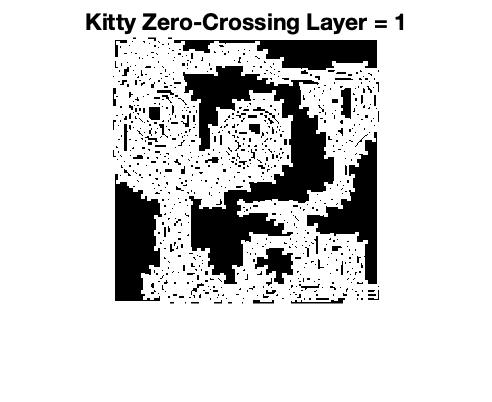 Kitty Zero-Crossing Layer = 1